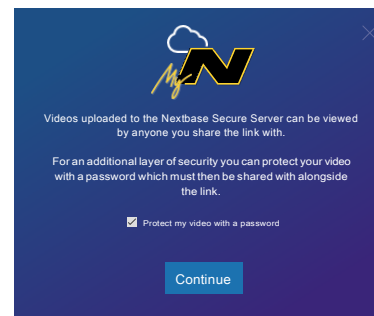 My N
Videos uploaded to the Nextbase Secure Server can be viewed
by anyone you share the link with.
For an additional layer of security you can protect your video
with a password which must then be shared with alongside
the link.
Protect my video with a password
Continue